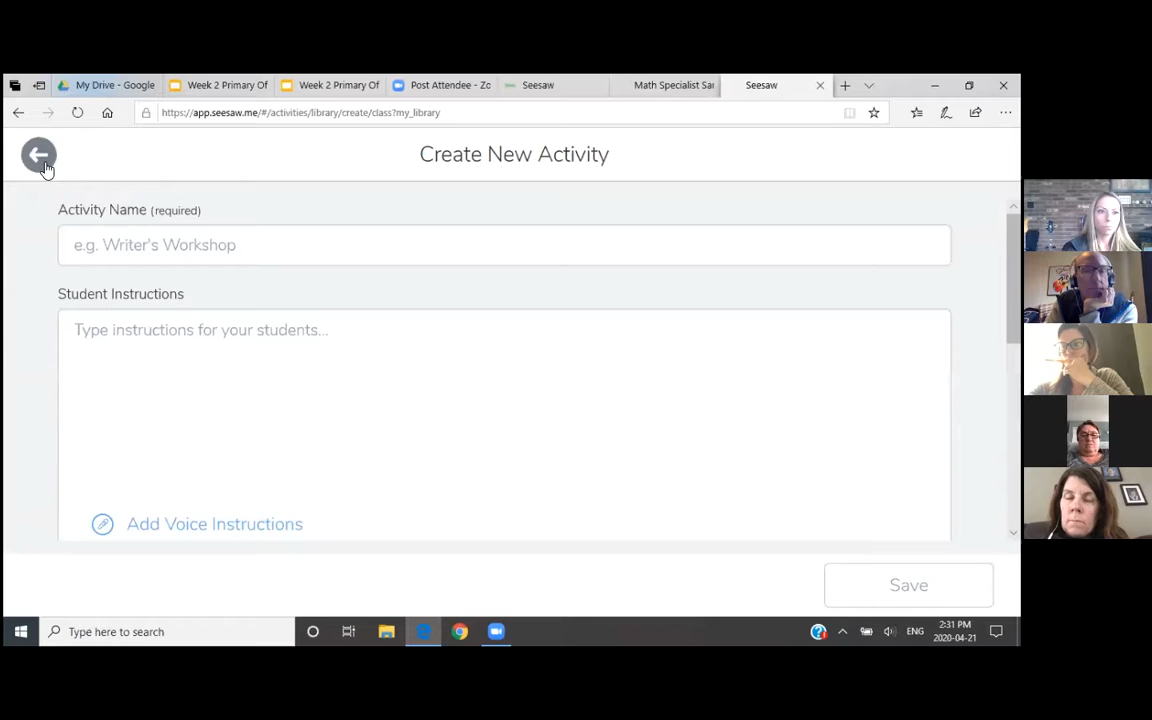 My Drive - Google
Week 2 Primary Of
Week 2 Primary Of
Post Attendee - Zc
Seesaw
Math Specialist Sa
Seesaw
https://app.seesaw.me/#/activities/library/create/class?my_library
Create New Activity
Activity Name (required)
e.g. Writer's Workshop
Student Instructions
Type instructions for your students...
Add Voice Instructions
Save
Type here to search
ENG
2:31 PM
2020-04-21